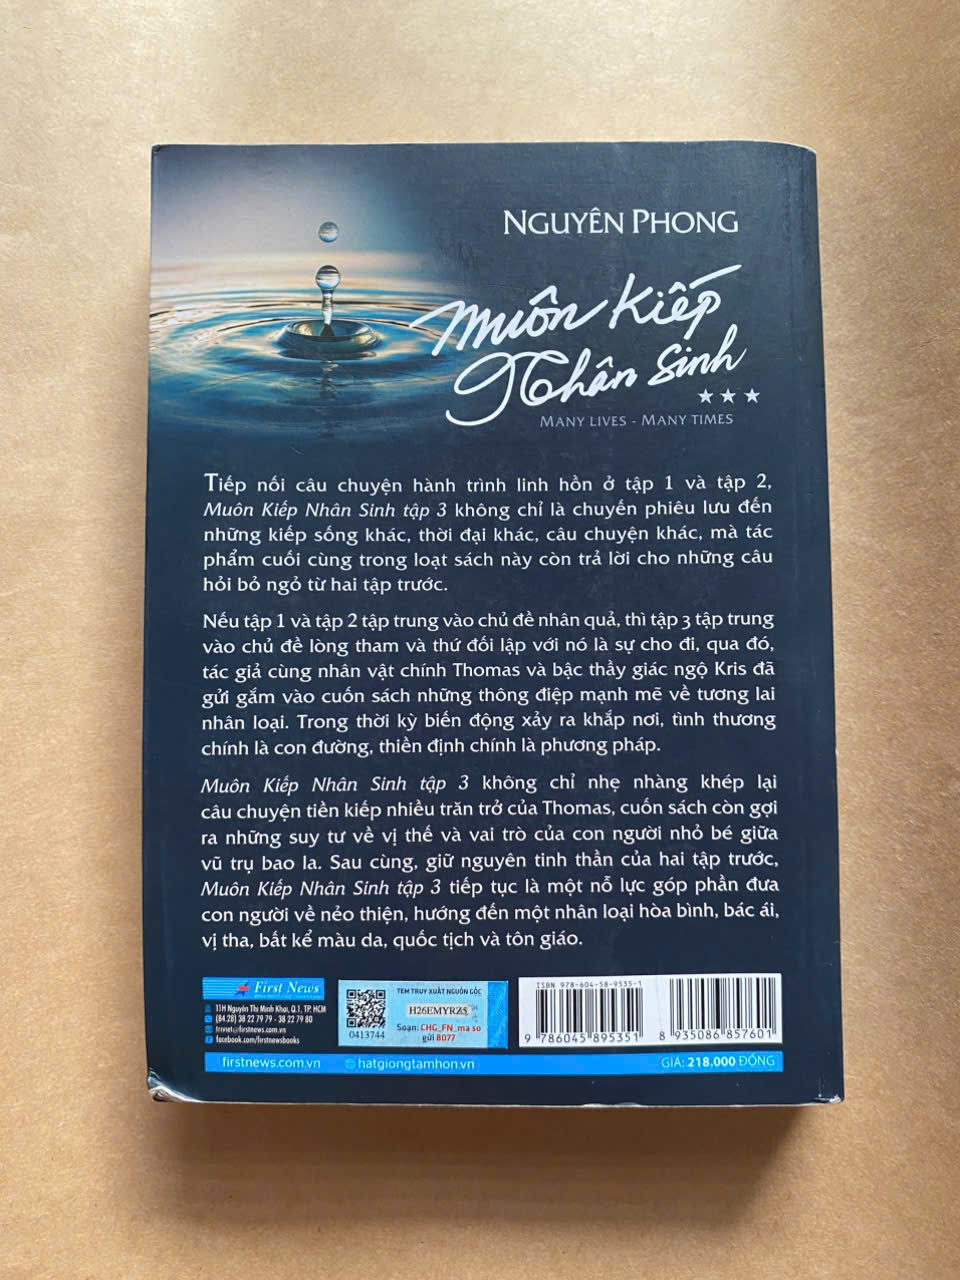 NGUYÊN PHONG
Muôn Kiếp
Nhân Sinh
MANY LIVES - MANY TIMES
Tiếp nối câu chuyện hành trình linh hồn ở tập 1 và tập 2,
Muôn Kiếp Nhân Sinh tập 3 không chỉ là chuyến phiêu lưu đến
những kiếp sống khác, thời đại khác, câu chuyện khác, mà tác
phẩm cuối cùng trong loạt sách này còn trả lời cho những câu
hỏi bỏ ngỏ từ hai tập trước.
Nếu tập 1 và tập 2 tập trung vào chủ đề nhân quả, thì tập 3 tập trung
vào chủ đề lòng tham và thứ đối lập với nó là sự cho đi, qua đó,
tác giả cùng nhân vật chính Thomas và bậc thầy giác ngộ Kris đã
gửi gắm vào cuốn sách những thông điệp mạnh mẽ về tương lai
nhân loại. Trong thời kỳ biến động xảy ra khắp nơi, tình thương
chính là con đường, thiền định chính là phương pháp.
Muôn Kiếp Nhân Sinh tập 3 không chỉ nhẹ nhàng khép lại
câu chuyện tiền kiếp nhiều trăn trở của Thomas, cuốn sách còn gợi
ra những suy tư về vị thế và vai trò của con người nhỏ bé giữa
vũ trụ bao la. Sau cùng, giữ nguyên tinh thần của hai tập trước,
Muôn Kiếp Nhân Sinh tập 3 tiếp tục là một nỗ lực góp phần đưa
con người về nẻo thiện, hướng đến một nhân loại hòa bình, bác ái,
vị tha, bất kể màu da, quốc tịch và tôn giáo.
First News
11H Nguyễn Thị Minh Khai, Q.1, TP. HCM
(84.28) 38 22 79 79 - 38 22 79 80
triviet@firstnews.com.vn
facebook.com/firstnewsbooks
0413744
TEM TRUY XUẤT NGUỒN GỐC
H26EMYRZ$
Soạn: CHG_FN_ma so
gửi 8077
ISBN 978-604-58-9535-1
9 786045 895351
8 935086 857601
firstnews.com.vn
hatgiongtamhon.vn
GIÁ: 218.000 ĐỒNG